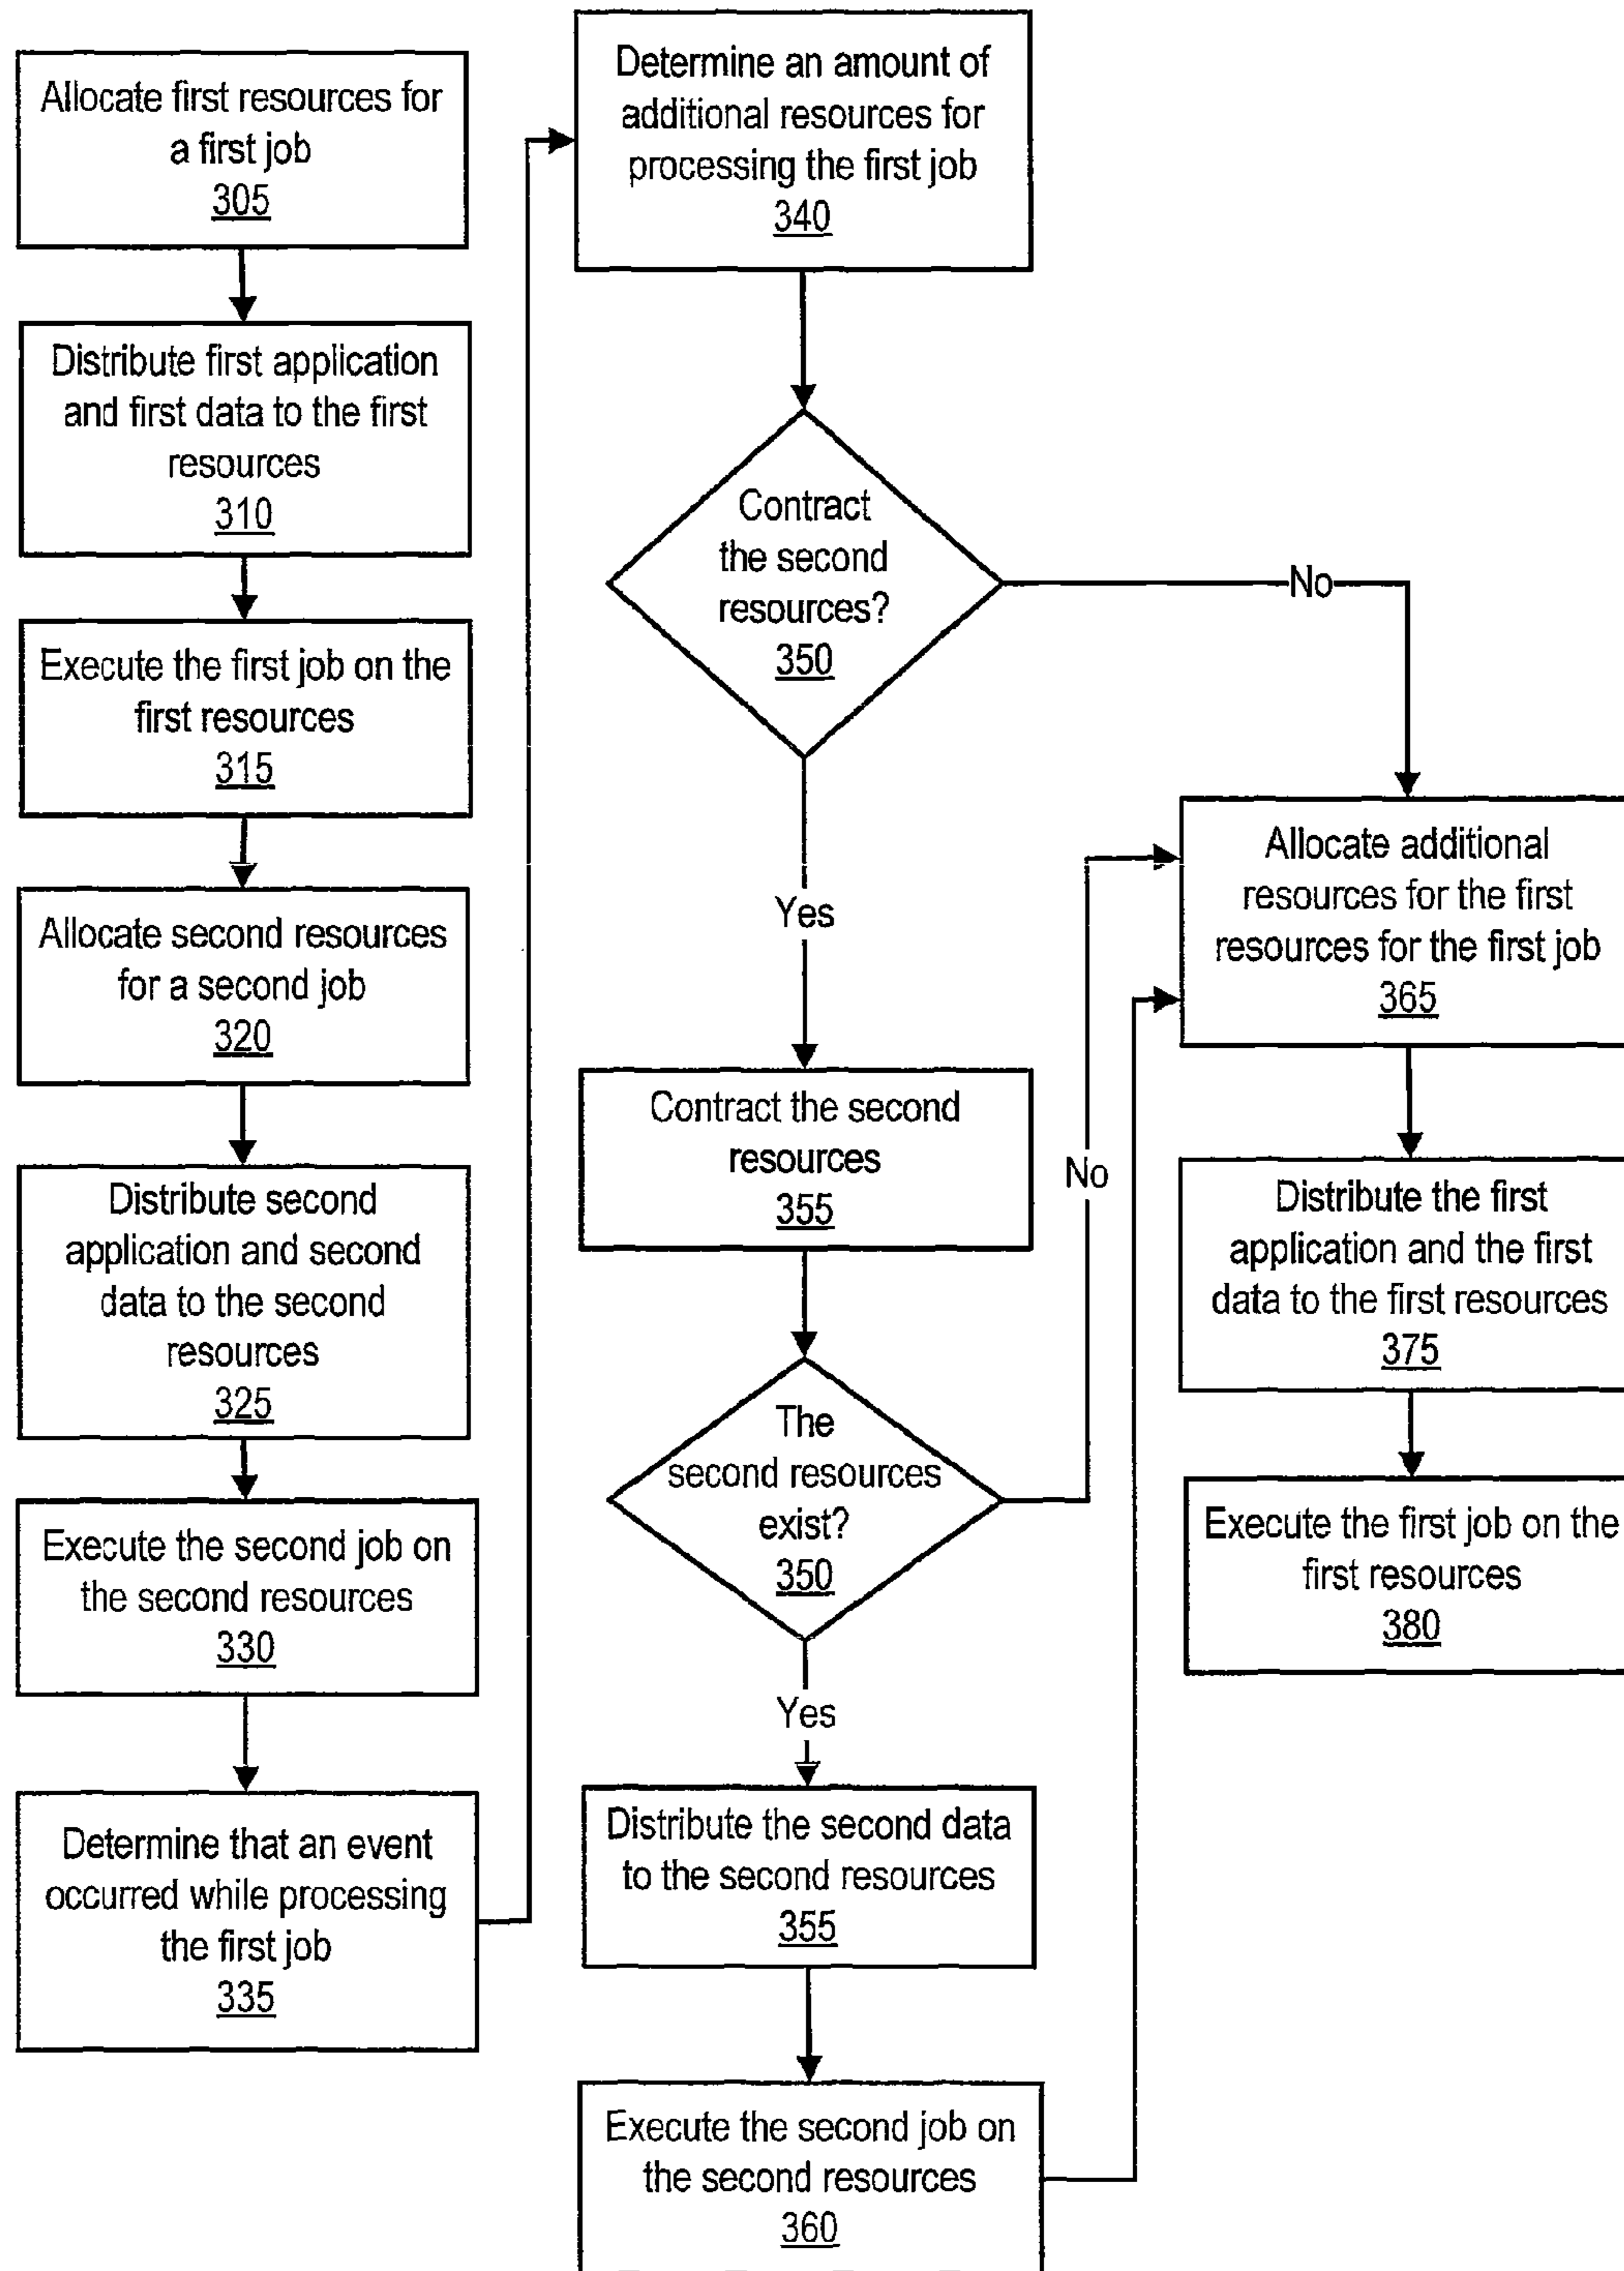 Allocate first resources for
a first job
305
Distribute first application
and first data to the first
resources
310
Execute the first job on the
first resources
315
Allocate second resources
for a second job
320
Distribute second
application and second
data to the second
resources
325
Execute the second job on
the second resources
330
Determine that an event
occurred while processing
the first job
335
Determine an amount of
additional resources for
processing the first job
340
Contract
the second
resources?
350
No
Yes
Contract the second
resources
355
The
second resources
exist?
350
No
Yes
Distribute the second data
to the second resources
355
Execute the second job on
the second resources
360
Allocate additional
resources for the first
resources for the first job
365
Distribute the first
application and the first
data to the first resources
375
Execute the first job on the
first resources
380